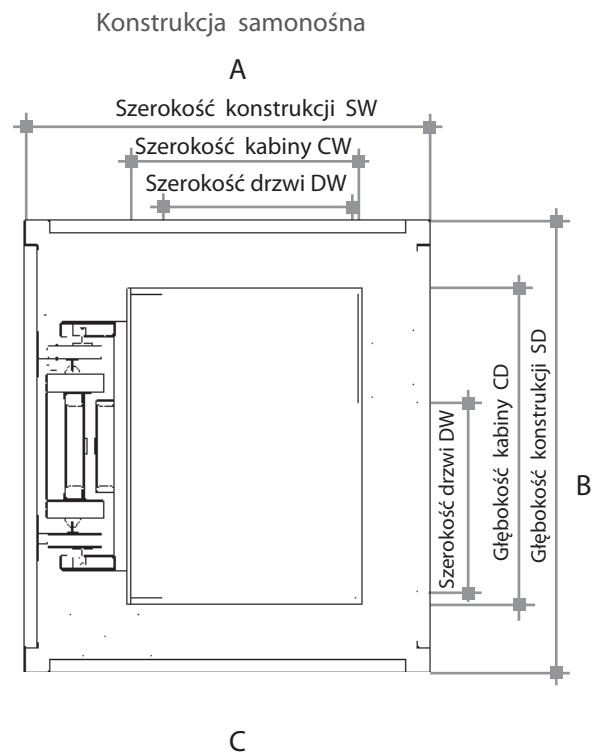 Konstrukcja samonośna
A
Szerokość konstrukcji SW
Szerokość kabiny CW
Szerokość drzwi DW
Szerokość drzwi DW
Głębokość kabiny CD
Głębokość konstrukcji SD
B
C